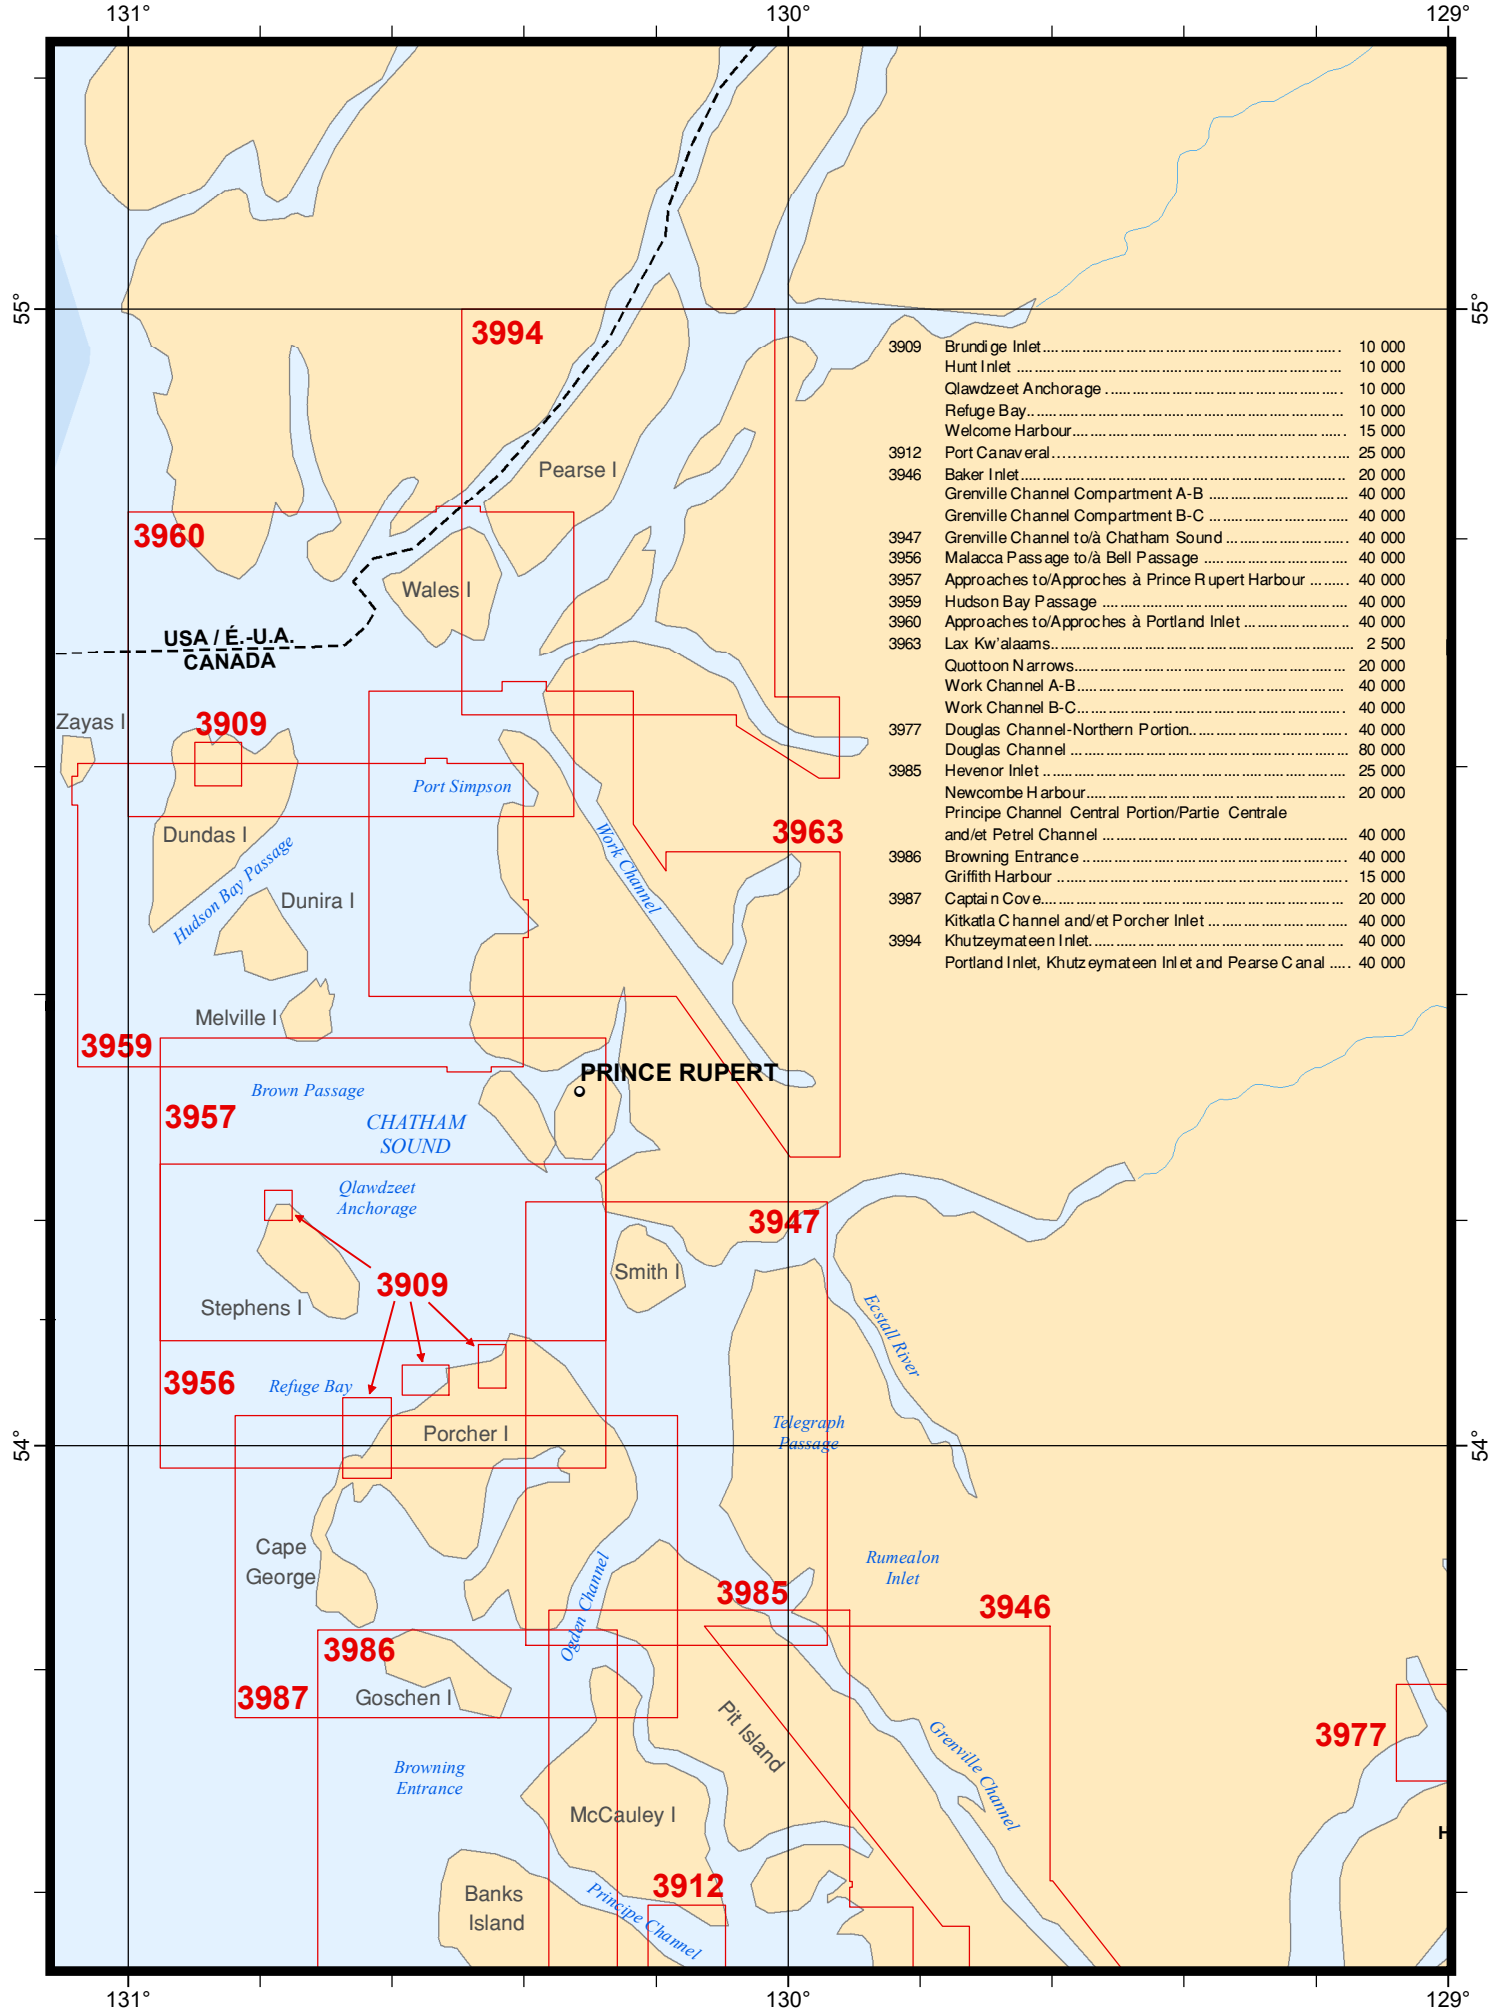 131°
130°
129°
55°
55°
3994
3909 Brundige Inlet 10 000
Hunt Inlet 10 000
Qlawdzeet Anchorage 10 000
Refuge Bay 10 000
Welcome Harbour 15 000
3912 Port Canaveral 25 000
3946 Baker Inlet 20 000
Grenville Channel Compartment A-B 40 000
Grenville Channel Compartment B-C 40 000
3947 Grenville Channel to/à Chatham Sound 40 000
3956 Malacca Passage to/à Bell Passage 40 000
3957 Approaches to/Approches à Prince Rupert Harbour 40 000
3959 Hudson Bay Passage 40 000
3960 Approaches to/Approches à Portland Inlet 40 000
3963 Lax Kw'alaams 2 500
Quottoon Narrows 20 000
Work Channel A-B 40 000
Work Channel B-C 40 000
3977 Douglas Channel-Northern Portion 40 000
Douglas Channel 80 000
3985 Hevenor Inlet 25 000
Newcombe Harbour 20 000
Principe Channel Central Portion/Partie Centrale
and/et Petrel Channel 40 000
3986 Browning Entrance 40 000
Griffith Harbour 15 000
3987 Captain Cove 20 000
Kitkatla Channel and/et Porcher Inlet 40 000
3994 Khutzeymateen Inlet 40 000
Portland Inlet, Khutzeymateen Inlet and Pearse Canal 40 000
Pearse I
3960
Wales I
USA / É.-U.A.
CANADA
Zayas I
3909
Port Simpson
Dundas I
3963
Work Channel
Hudson Bay Passage
Dunira I
Melville I
3959
PRINCE RUPERT
Brown Passage
3957
CHATHAM
SOUND
Qlawdzeet
Anchorage
3947
Smith I
3909
Stephens I
Ecstall River
3956
Refuge Bay
Porcher I
Telegraph
Passage
54°
54°
Cape
George
Rumealon
Inlet
Ogden Channel
3985
3946
3986
3987
Goschen I
Pit Island
3977
Grenville Channel
Browning
Entrance
McCauley I
H
3912
Banks
Island
Principe Channel
131°
130°
129°